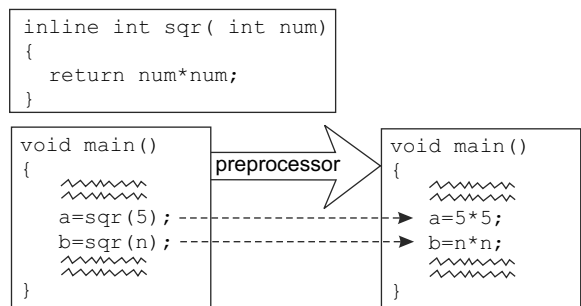 inline int sqr( int num)
{
return num*num;
}
void main()
{
a=sqr(5);
b=sqr(n);
}
preprocessor
void main()
{
a=5*5;
b=n*n;
}